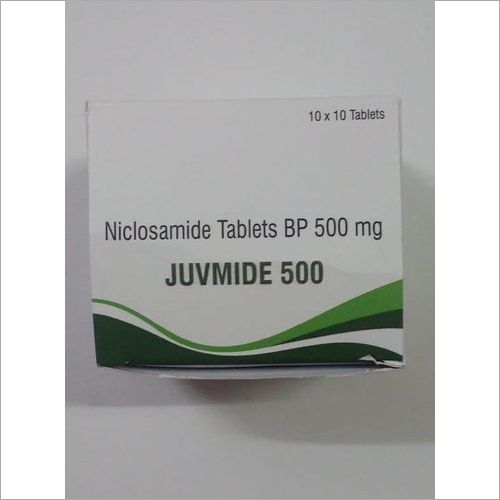 10 x 10 Tablets
Niclosamide Tablets BP 500 mg
JUVMIDE 500